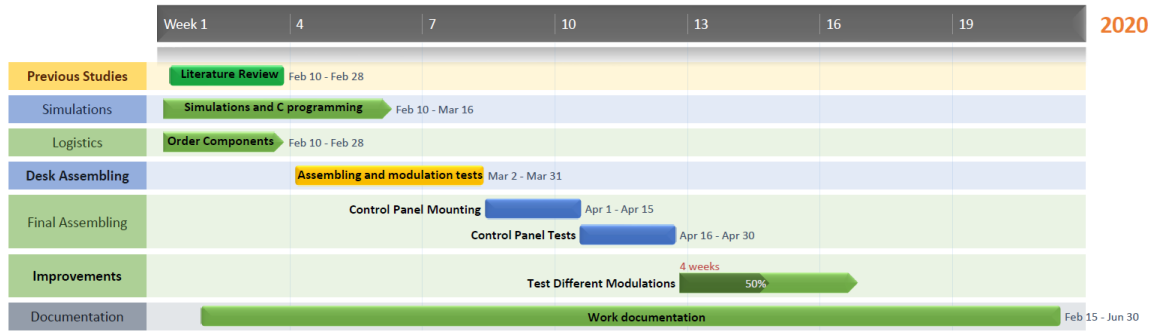 Week 1 4 7 10 13 16 19 2020
Previous Studies Literature Review Feb 10 - Feb 28
Simulations Simulations and C programming Feb 10 - Mar 16
Logistics Order Components Feb 10 - Feb 28
Desk Assembling Assembling and modulation tests Mar 2 - Mar 31
Final Assembling
Control Panel Mounting Apr 1 - Apr 15
Control Panel Tests Apr 16 - Apr 30
4 weeks
Improvements Test Different Modulations 50%
Documentation Work documentation Feb 15 - Jun 30